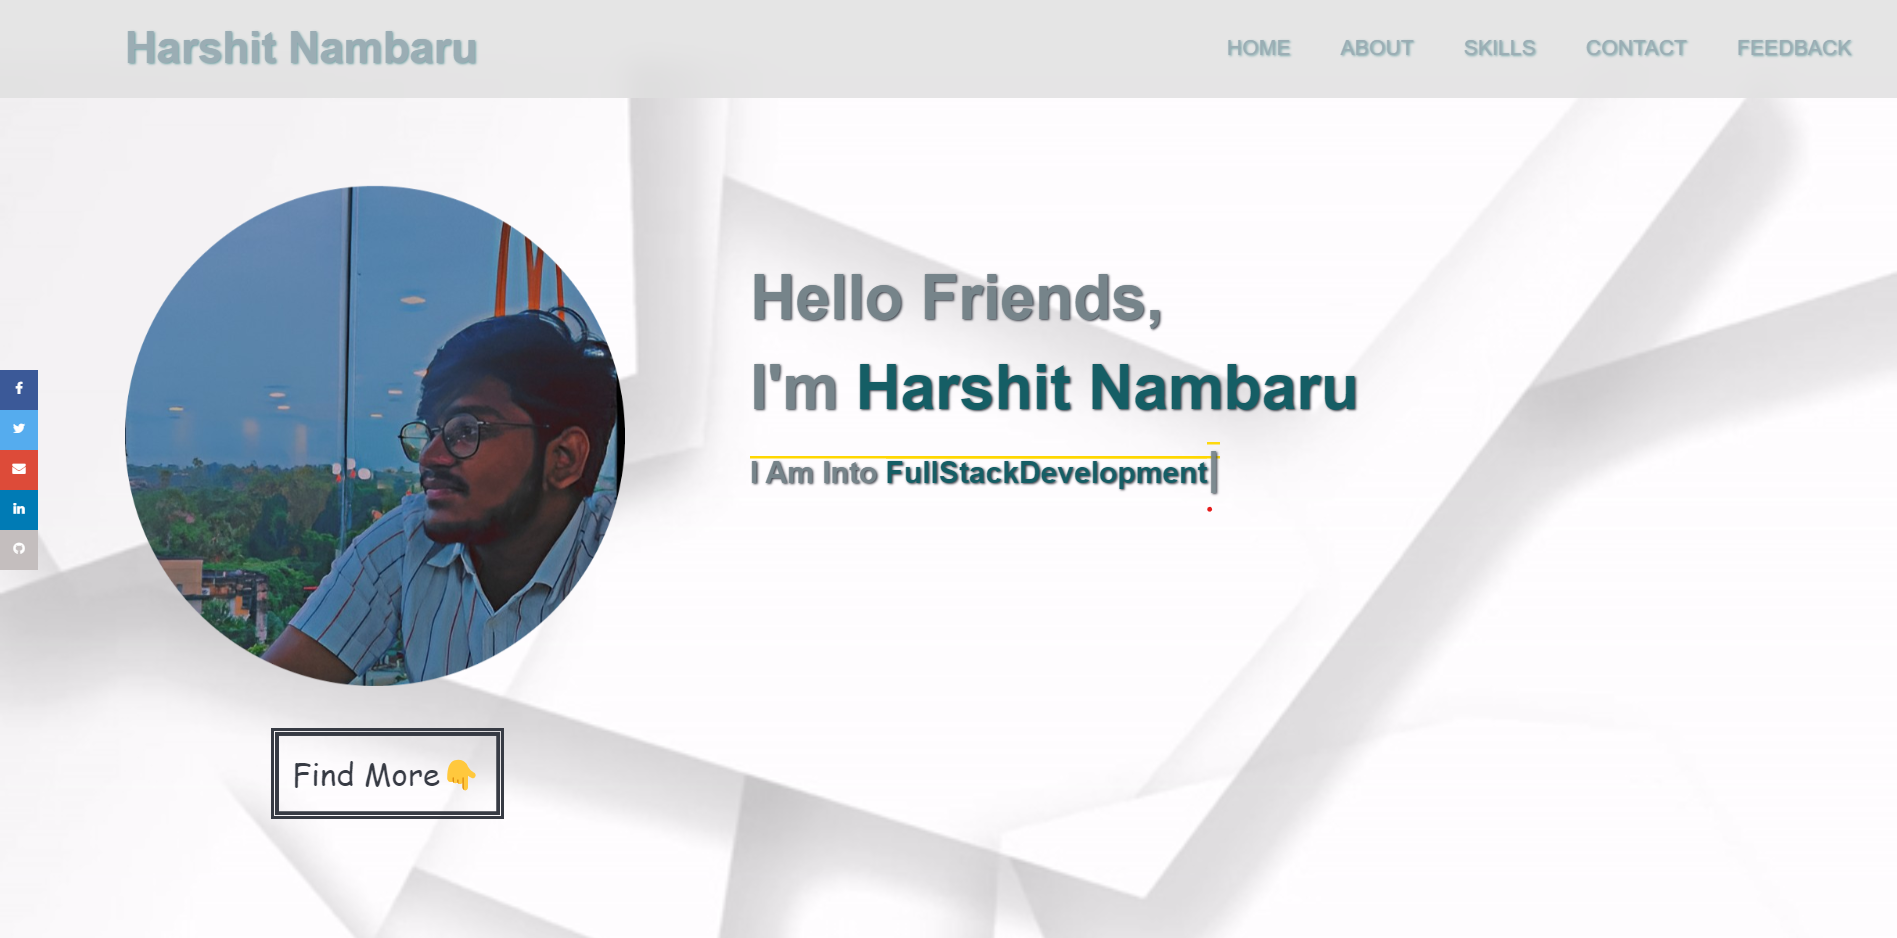 Harshit Nambaru
HOME ABOUT SKILLS CONTACT FEEDBACK
Hello Friends,
I'm Harshit Nambaru
I Am Into FullStackDevelopment
Find More👇